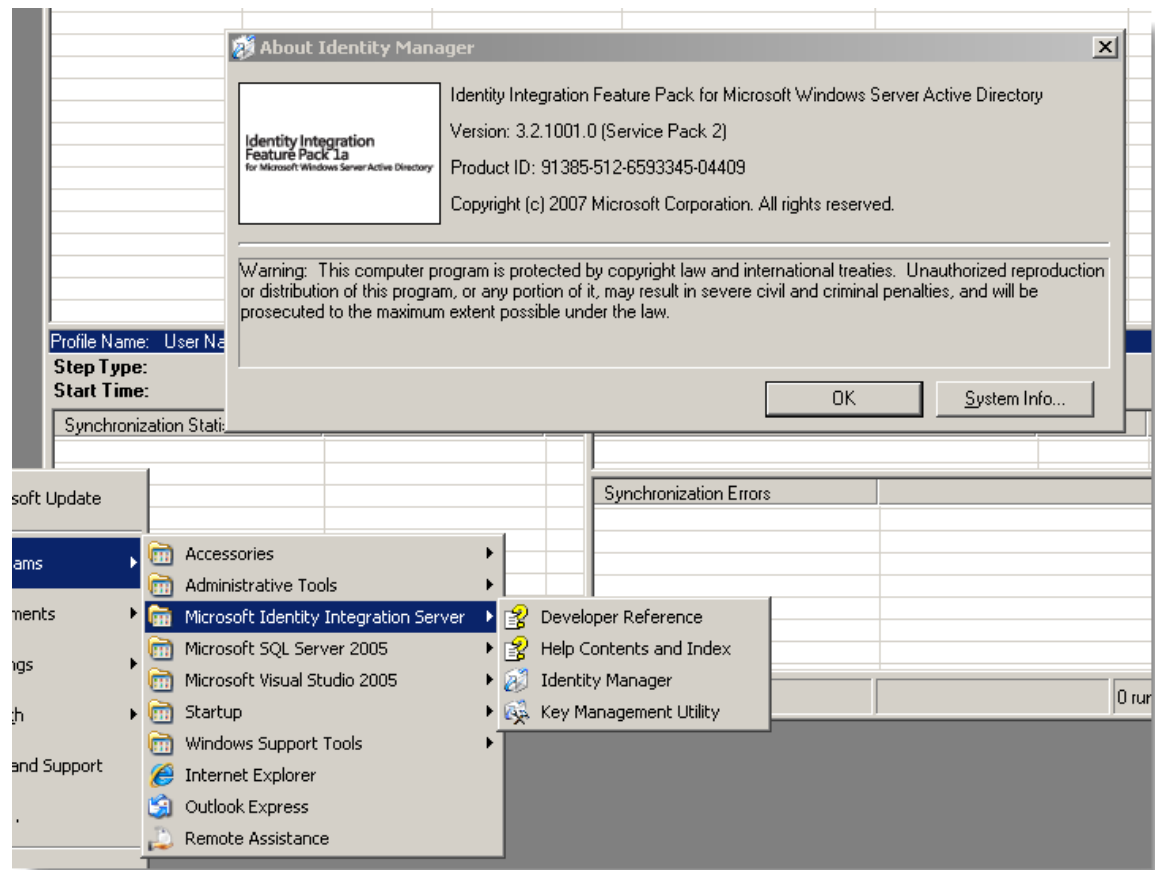 About Identity Manager
Identity Integration
Feature Pack 1a
for Microsoft Windows Server Active Directory
Identity Integration Feature Pack for Microsoft Windows Server Active Directory
Version: 3.2.1001.0 (Service Pack 2)
Product ID: 91385-512-6593345-04409
Copyright (c) 2007 Microsoft Corporation. All rights reserved.
Warning: This computer program is protected by copyright law and international treaties. Unauthorized reproduction
or distribution of this program, or any portion of it, may result in severe civil and criminal penalties, and will be
prosecuted to the maximum extent possible under the law.
OK
System Info...
Profile Name: User Na
Step Type:
Start Time:
Synchronization Stati
Synchronization Errors
0 rur
soft Update
ams
ments
ngs
ch
and Support
.
Accessories
Administrative Tools
Microsoft Identity Integration Server
Microsoft SQL Server 2005
Microsoft Visual Studio 2005
Startup
Windows Support Tools
Internet Explorer
Outlook Express
Remote Assistance
Developer Reference
Help Contents and Index
Identity Manager
Key Management Utility